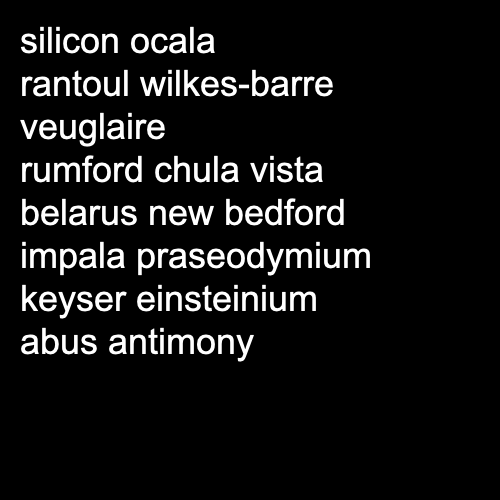 silicon ocala
rantoul wilkes-barre
veuglaire
rumford chula vista
belarus new bedford
impala praseodymium
keyser einsteinium
abus antimony